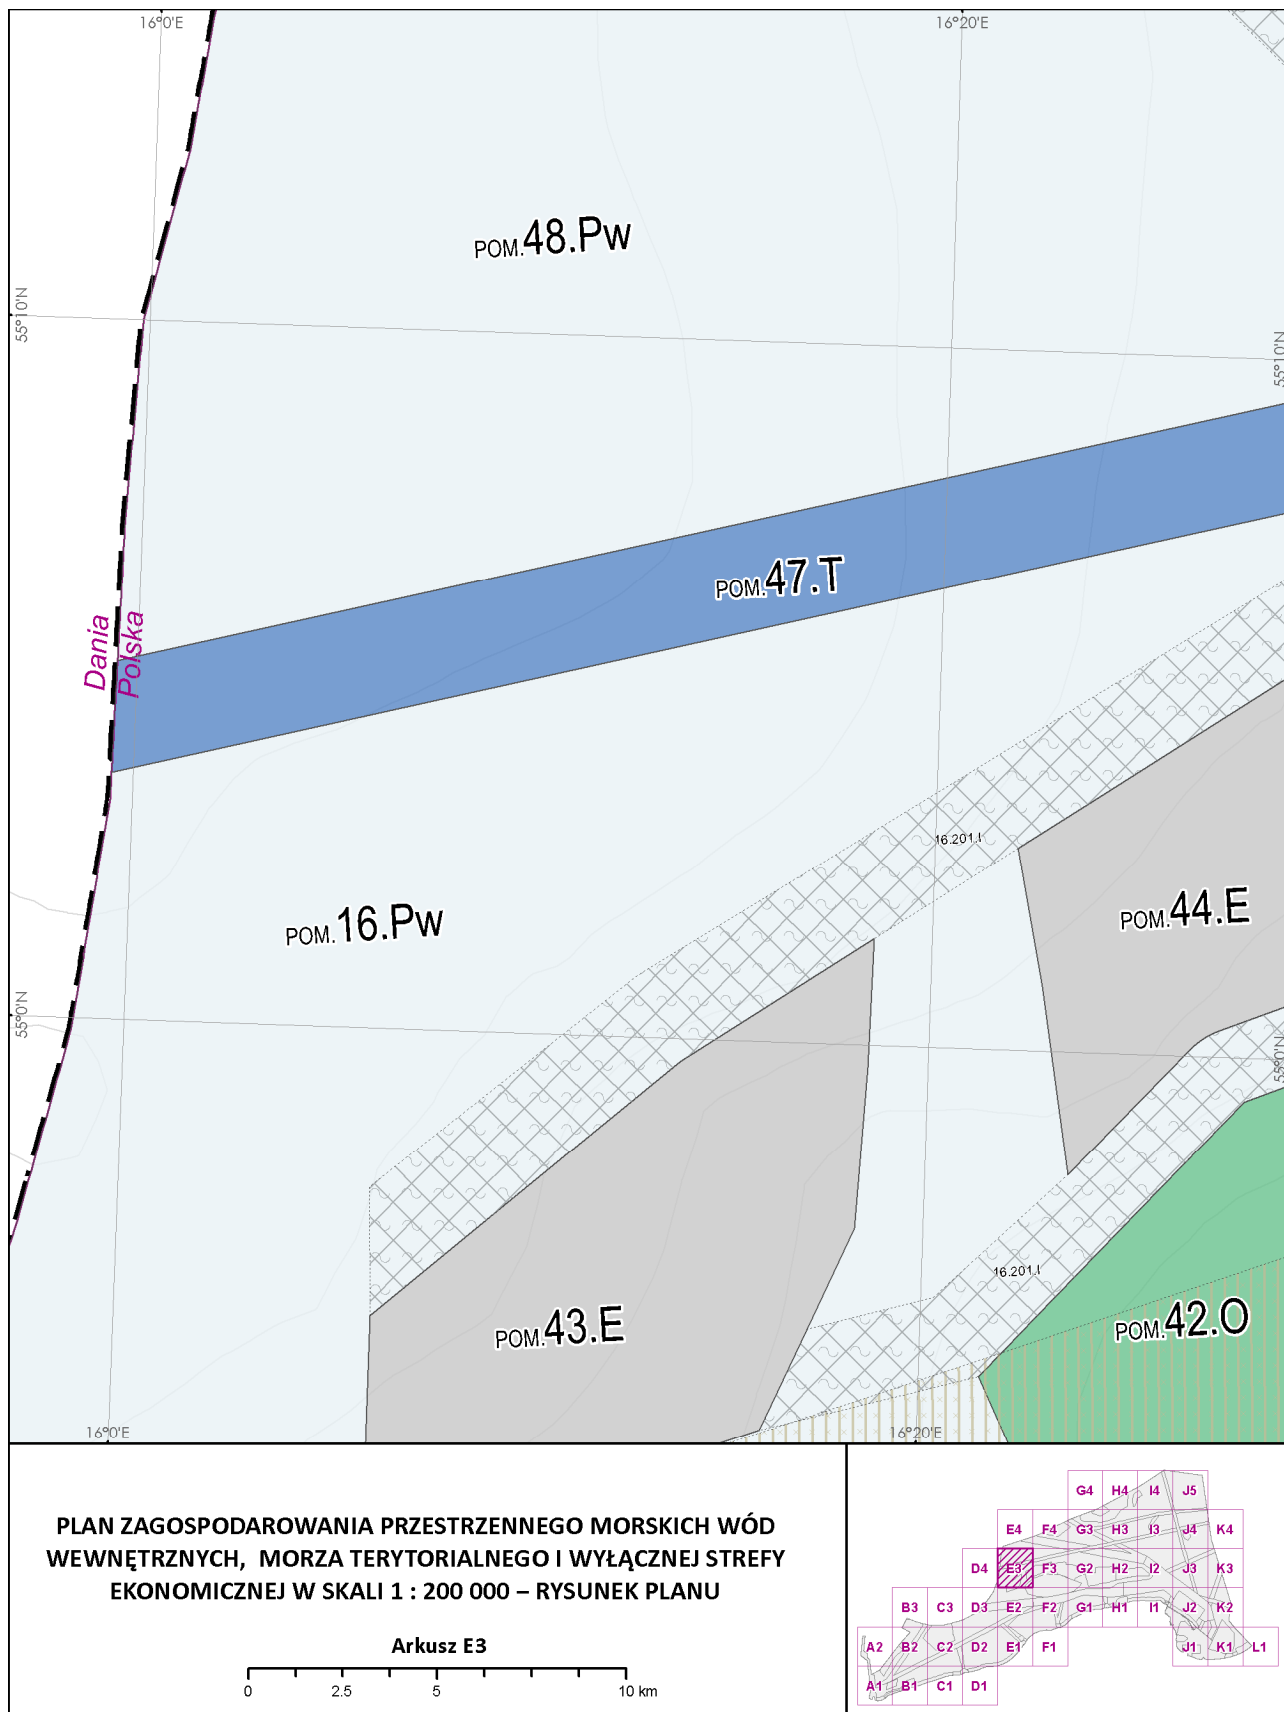 16°0'E
16°20'E
POM.48.Pw
55°10'N
55°10'N
POM.47.T
Dania
Polska
16.201.I
POM.44.E
POM.16.Pw
55°0'N
55°0'N
16.201.I
POM.43.E
POM.42.O
16°0'E
16°20'E
PLAN ZAGOSPODAROWANIA PRZESTRZENNEGO MORSKICH WÓD
WEWNĘTRZNYCH, MORZA TERYTORIALNEGO I WYŁĄCZNEJ STREFY
EKONOMICZNEJ W SKALI 1 : 200 000 – RYSUNEK PLANU
Arkusz E3
0 2.5 5 10 km
G4 H4 I4 J5
E4 F4 G3 H3 I3 J4 K4
D4 E3 F3 G2 H2 I2 J3 K3
B3 C3 D3 E2 F2 G1 H1 I1 J2 K2
A2 B2 C2 D2 E1 F1 J1 K1 L1
A1 B1 C1 D1